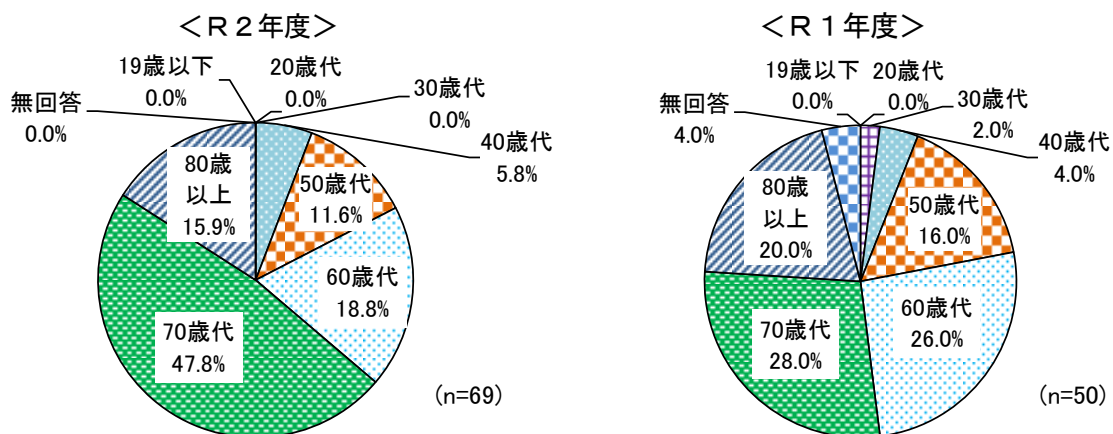 ＜Ｒ２年度＞
19歳以下
0.0%
20歳代
0.0%
30歳代
0.0%
無回答
0.0%
40歳代
5.8%
80歳
以上
15.9%
50歳代
11.6%
60歳代
18.8%
70歳代
47.8%
（n=69）
＜Ｒ１年度＞
19歳以下
0.0%
20歳代
0.0%
30歳代
2.0%
無回答
4.0%
40歳代
4.0%
80歳
以上
20.0%
50歳代
16.0%
60歳代
26.0%
70歳代
28.0%
（n=50）